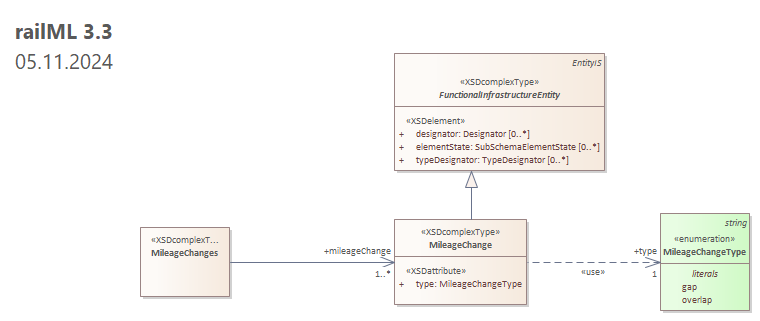 railML 3.3
05.11.2024
EntityIS
«XSDcomplexType»
FunctionalInfrastructureEntity
«XSDelement»
+ designator: Designator [0..*]
+ elementState: SubSchemaElementState [0..*]
+ typeDesignator: TypeDesignator [0..*]
«XSDcomplexT...
MileageChanges
+mileageChange
1..*
«XSDcomplexType»
MileageChange
«XSDattribute»
+ type: MileageChangeType
«use»
+type
1
string
«enumeration»
MileageChangeType
literals
gap
overlap